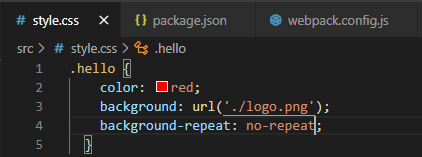 style.css package.json webpack.config.js
src > style.css > .hello
1 .hello {
2 color: red;
3 background: url('./logo.png');
4 background-repeat: no-repeat;
5 }